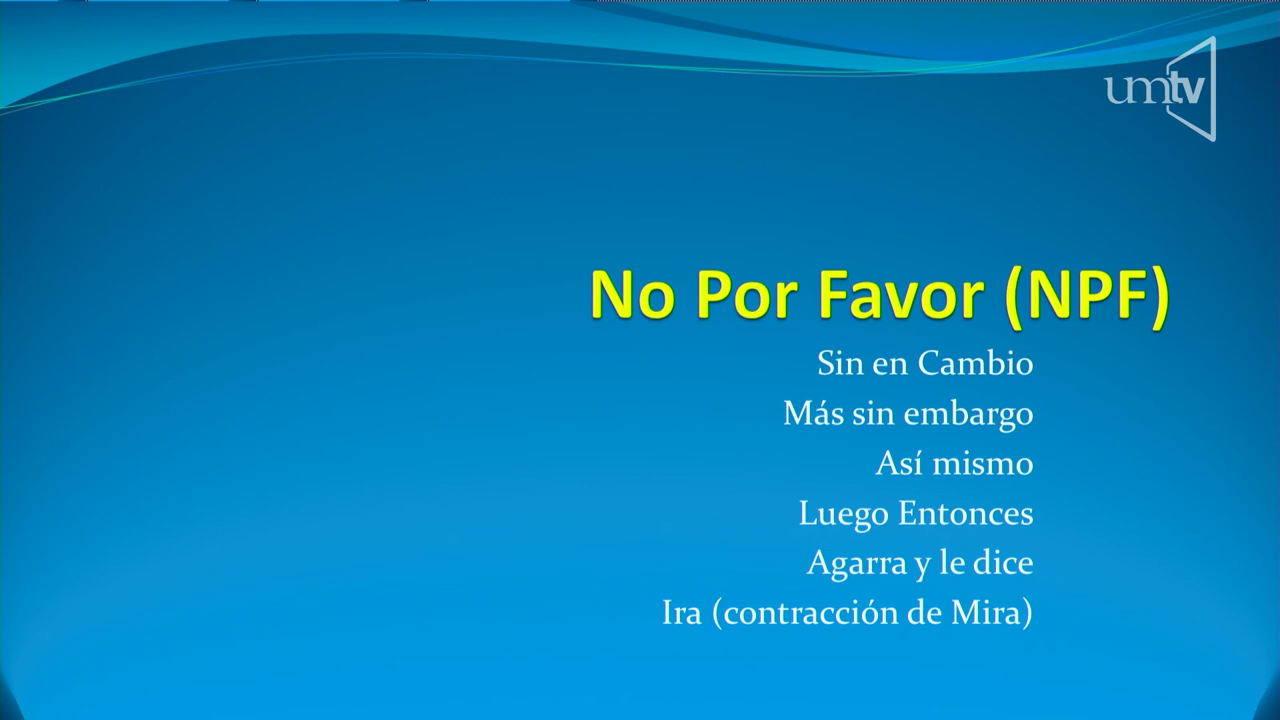 umtv
No Por Favor (NPF)
Sin en Cambio
Más sin embargo
Así mismo
Luego Entonces
Agarra y le dice
Ira (contracción de Mira)